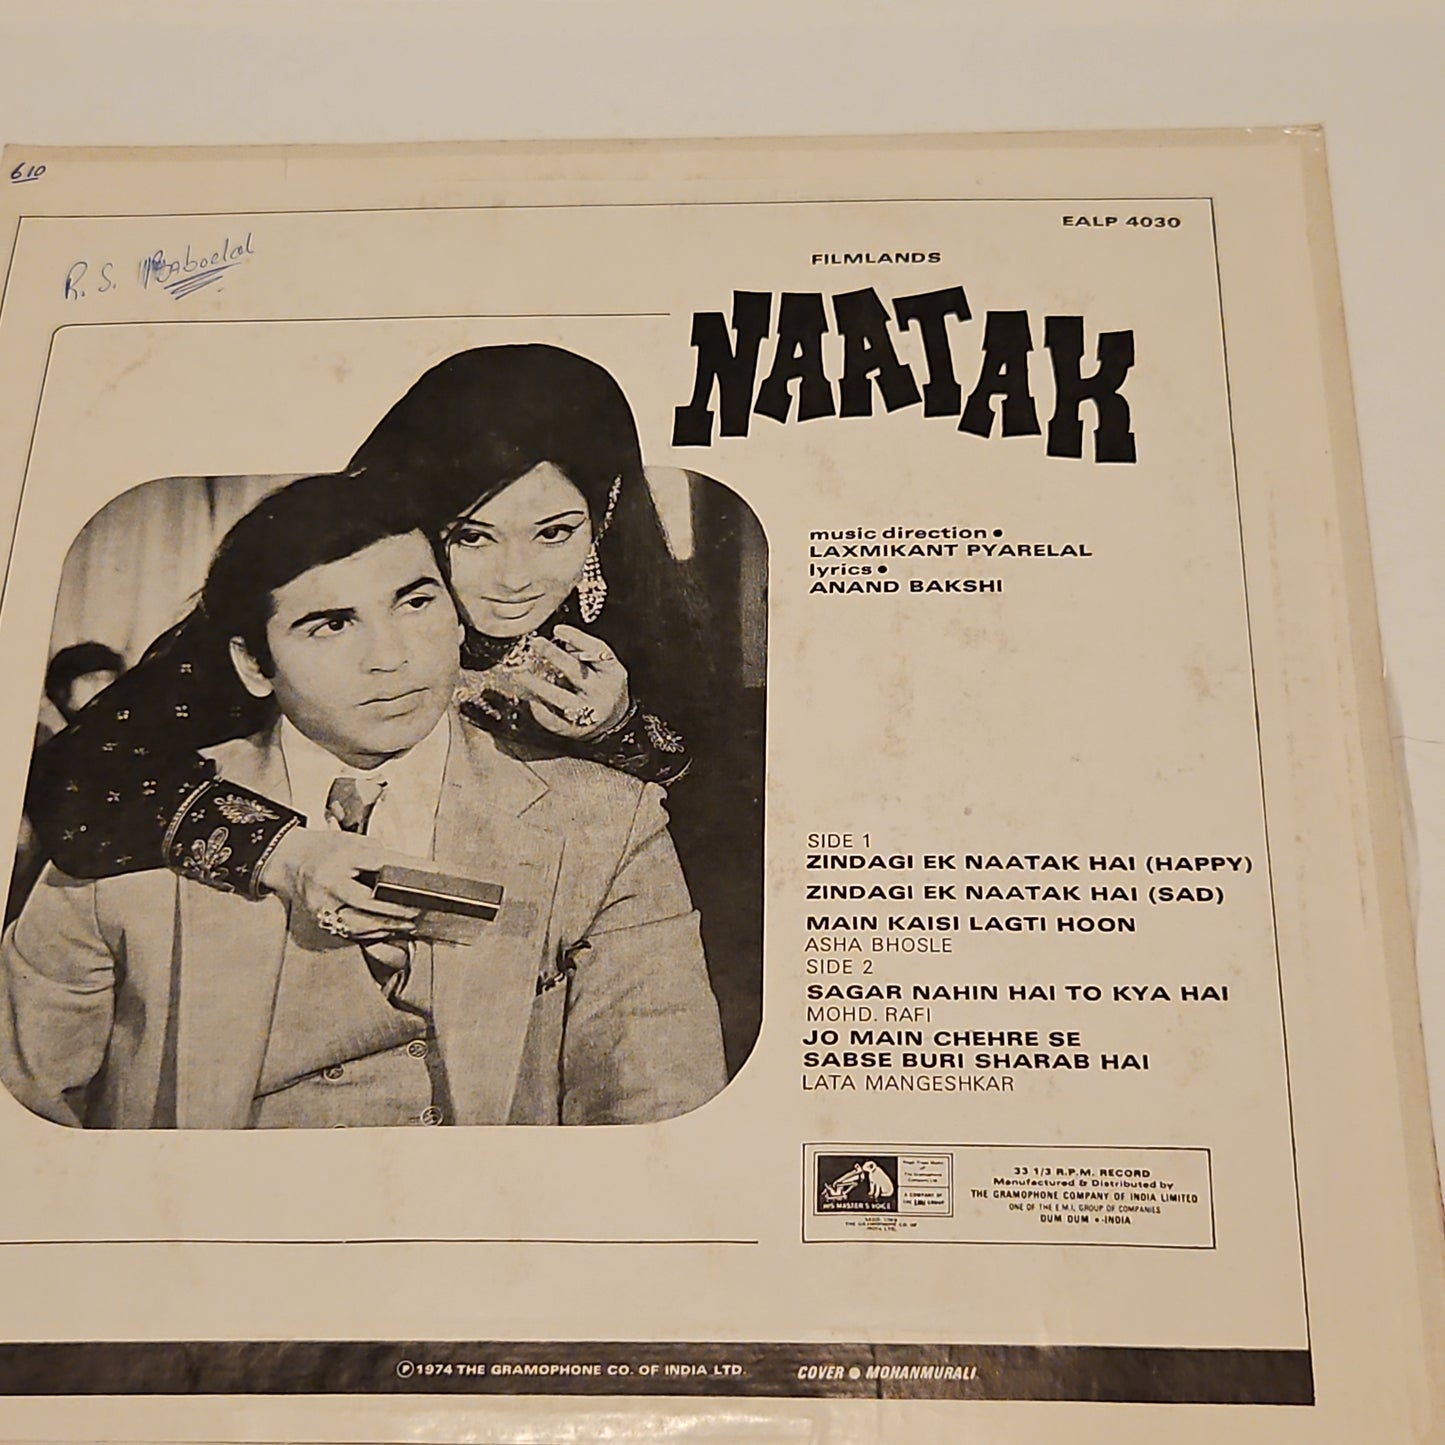 610
EALP 4030
R. S. Baboelal
FILMLANDS
NAATAK
music direction •
LAXMIKANT PYARELAL
lyrics •
ANAND BAKSHI
SIDE 1
ZINDAGI EK NAATAK HAI (HAPPY)
ZINDAGI EK NAATAK HAI (SAD)
MAIN KAISI LAGTI HOON
ASHA BHOSLE
SIDE 2
SAGAR NAHIN HAI TO KYA HAI
MOHD. RAFI
JO MAIN CHEHRE SE
SABSE BURI SHARAB HAI
LATA MANGESHKAR
HIS MASTER'S VOICE
33 1/3 R.P.M. RECORD
Manufactured & Distributed by
THE GRAMOPHONE COMPANY OF INDIA LIMITED
ONE OF THE E.M.I. GROUP OF COMPANIES
DUM DUM • INDIA
℗ 1974 THE GRAMOPHONE CO. OF INDIA LTD.
COVER • MOHANMURALI